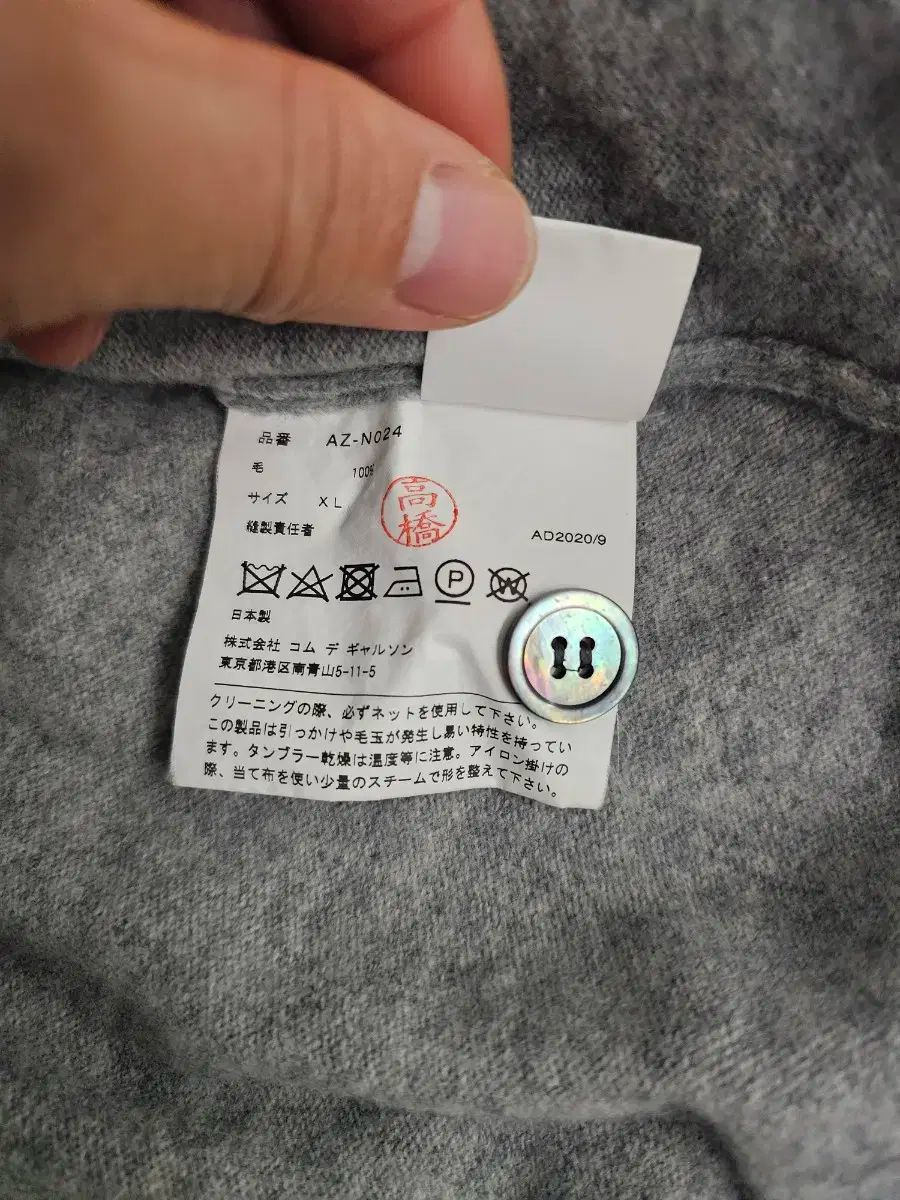 品番 AZ-N024
毛 100%
サイズ XL
縫製責任者 高橋
AD2020/9
P W
日本製
株式会社 コム デ ギャルソン
東京都港区南青山5-11-5
クリーニングの際、必ずネットを使用して下さい。
この製品は引っかけや毛玉が発生し易い特性を持ってい
ます。タンブラー乾燥は温度等に注意。アイロン掛けの
際、当て布を使い少量のスチームで形を整えて下さい。